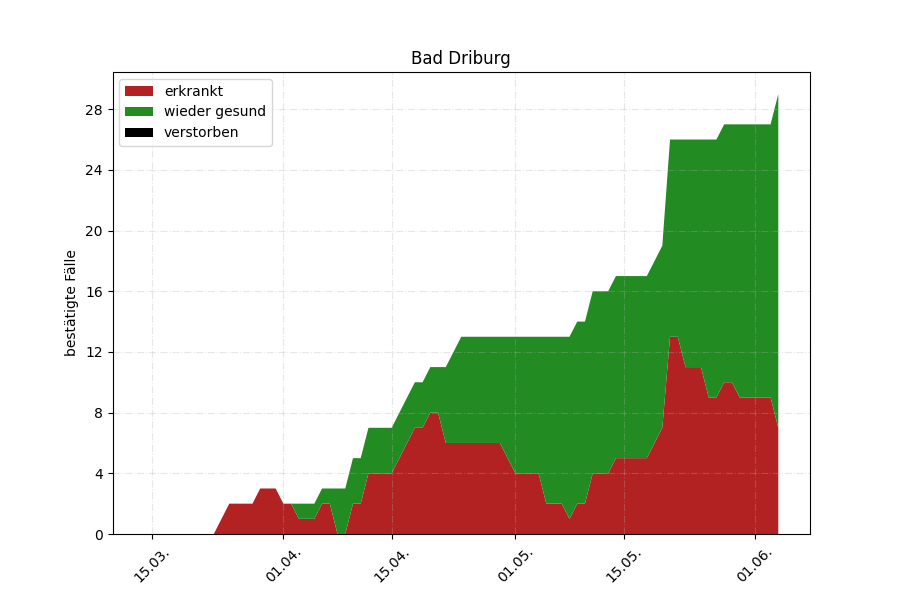 Bad Driburg
erkrankt
wieder gesund
verstorben
bestätigte Fälle
28
24
20
16
12
8
4
0
15.03.
01.04.
15.04.
01.05.
15.05.
01.06.